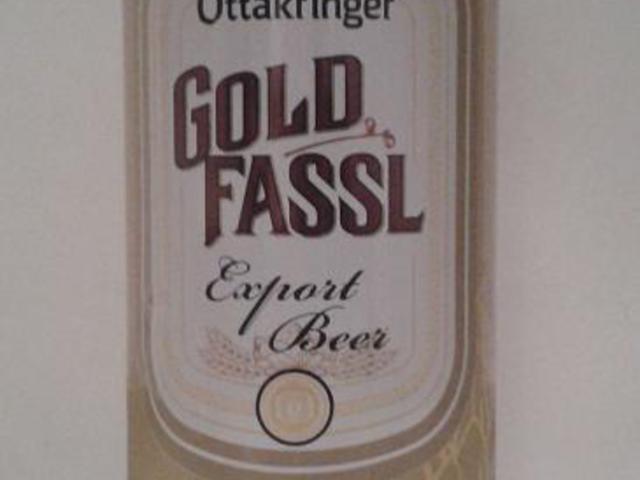 Ottakringer
GOLD
FASSL
Export
Beer